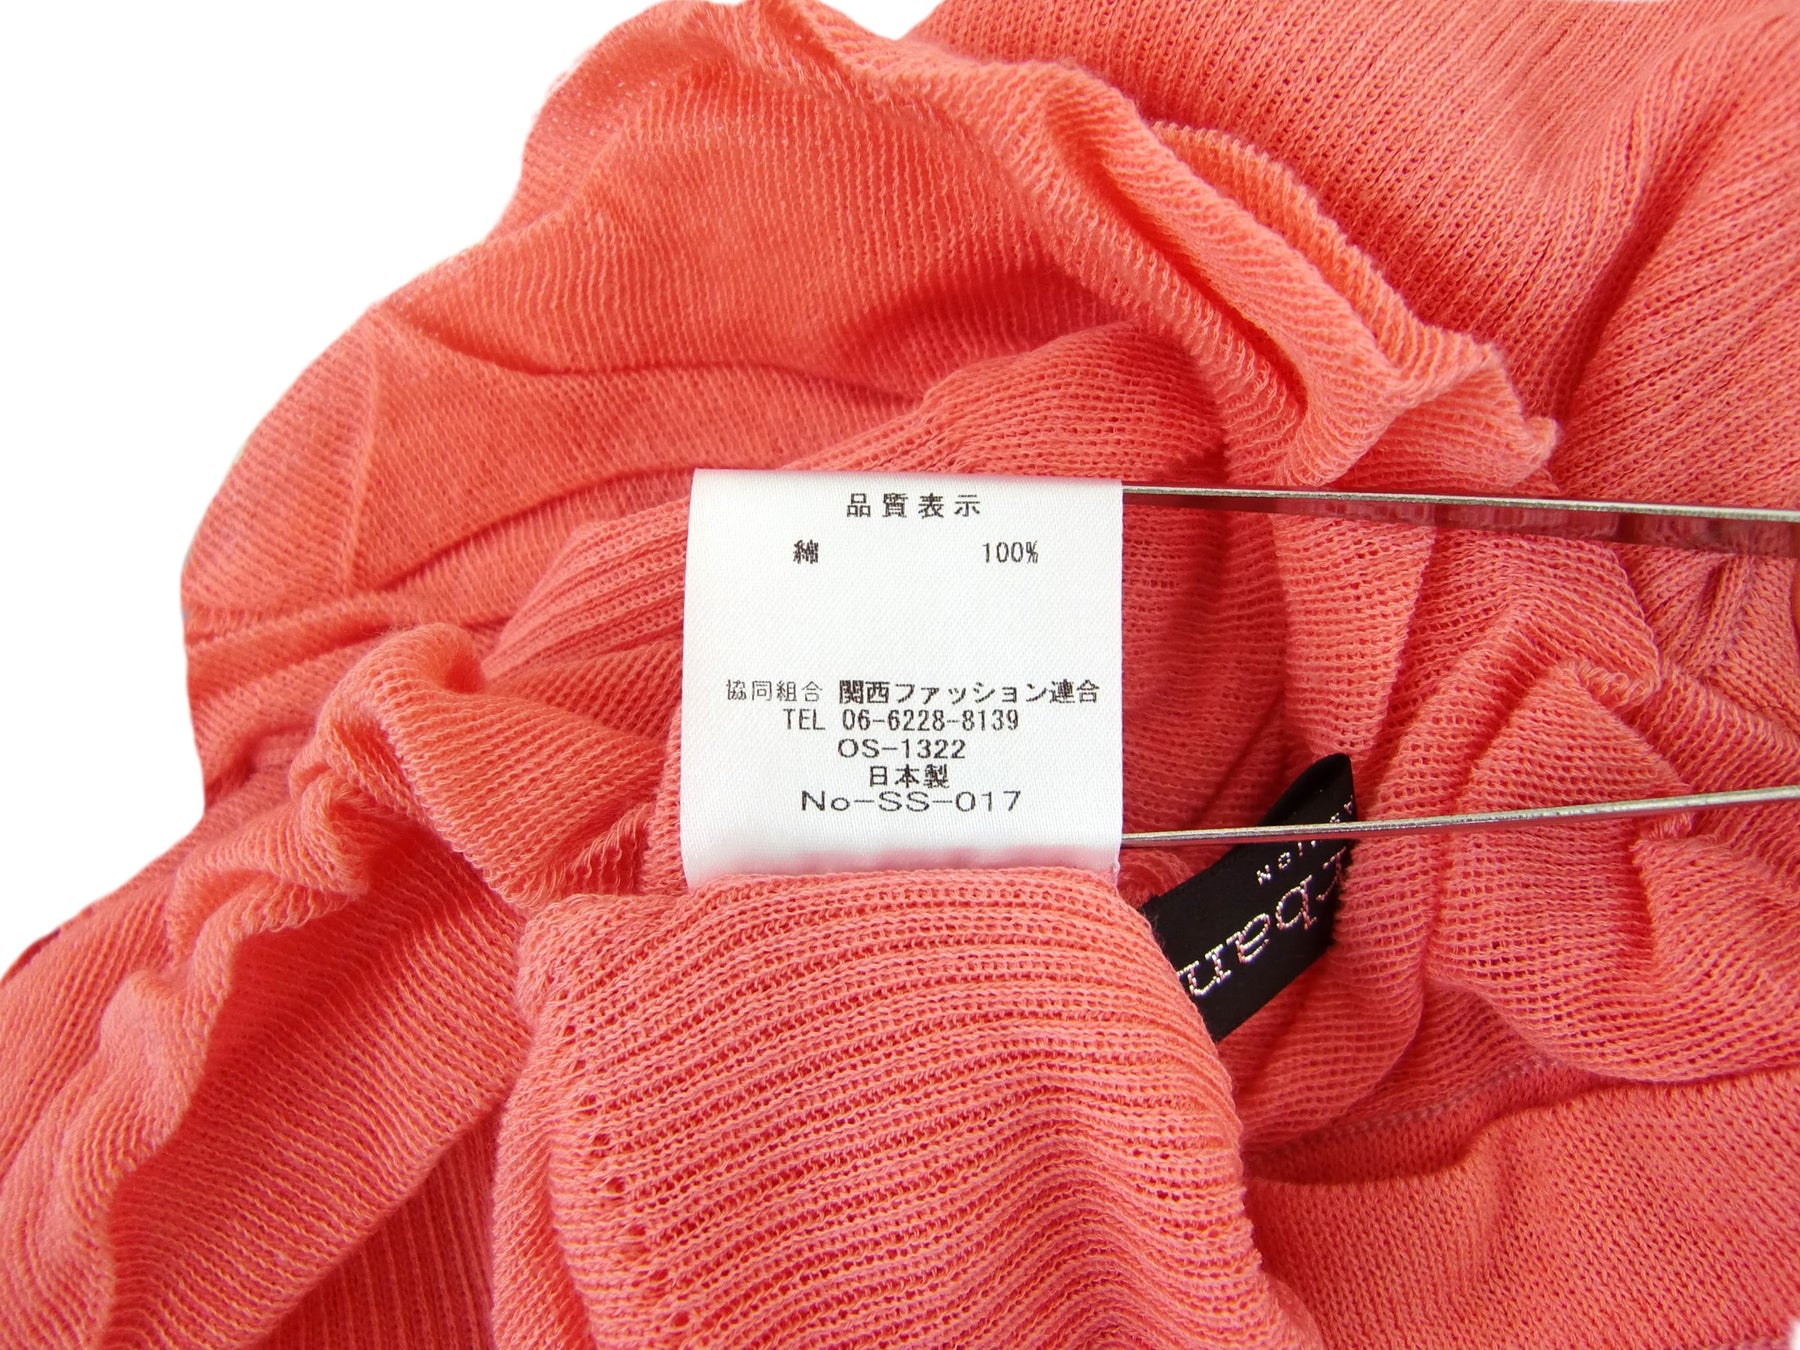 品質表示
綿 100%
協同組合 関西ファッション連合
TEL 06-6228-8139
OS-1322
日本製
No-SS-017